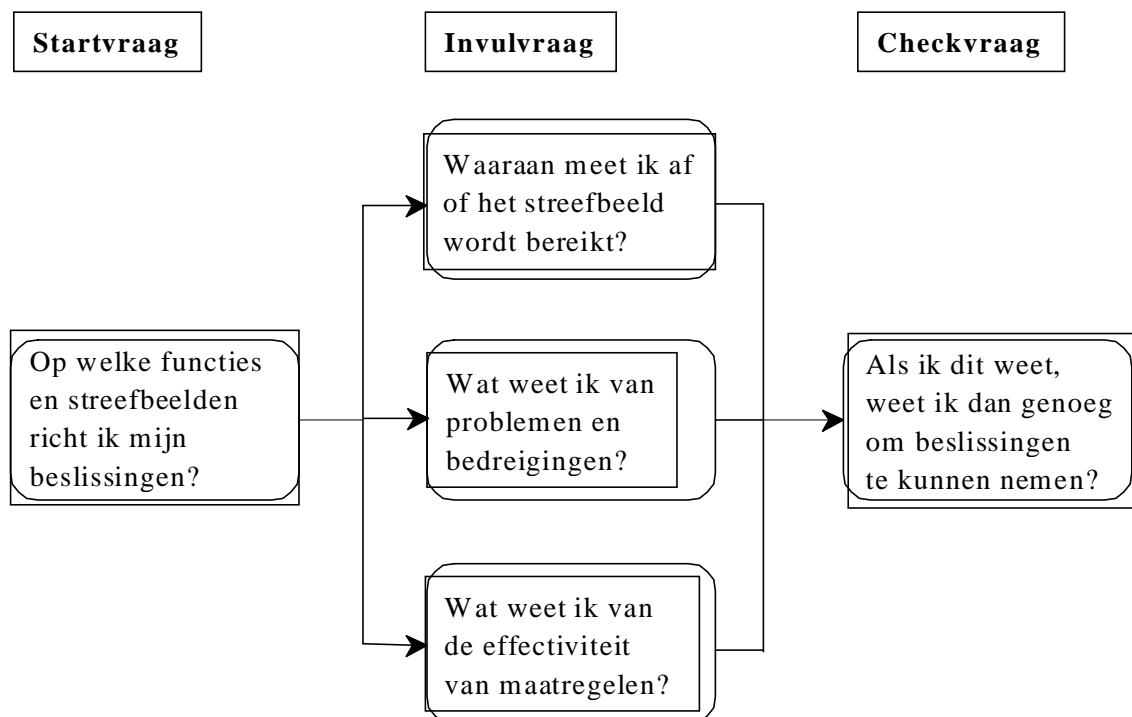 Startvraag
Invulvraag
Checkvraag
Op welke functies
en streefbeelden
richt ik mijn
beslissingen?
Waaraan meet ik af
of het streefbeeld
wordt bereikt?
Wat weet ik van
problemen en
bedreigingen?
Wat weet ik van
de effectiviteit
van maatregelen?
Als ik dit weet,
weet ik dan genoeg
om beslissingen
te kunnen nemen?